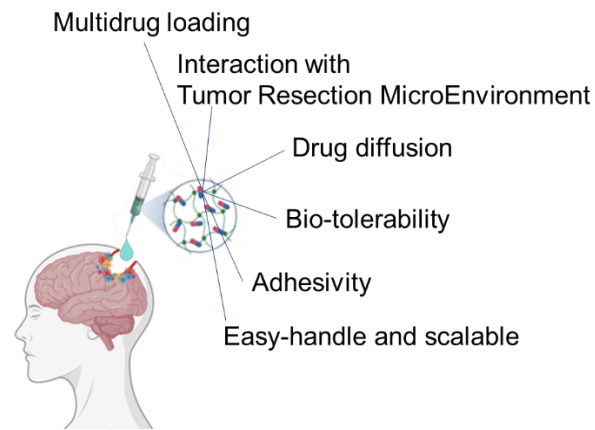 Multidrug loading
Interaction with
Tumor Resection MicroEnvironment
Drug diffusion
Bio-tolerability
Adhesivity
Easy-handle and scalable